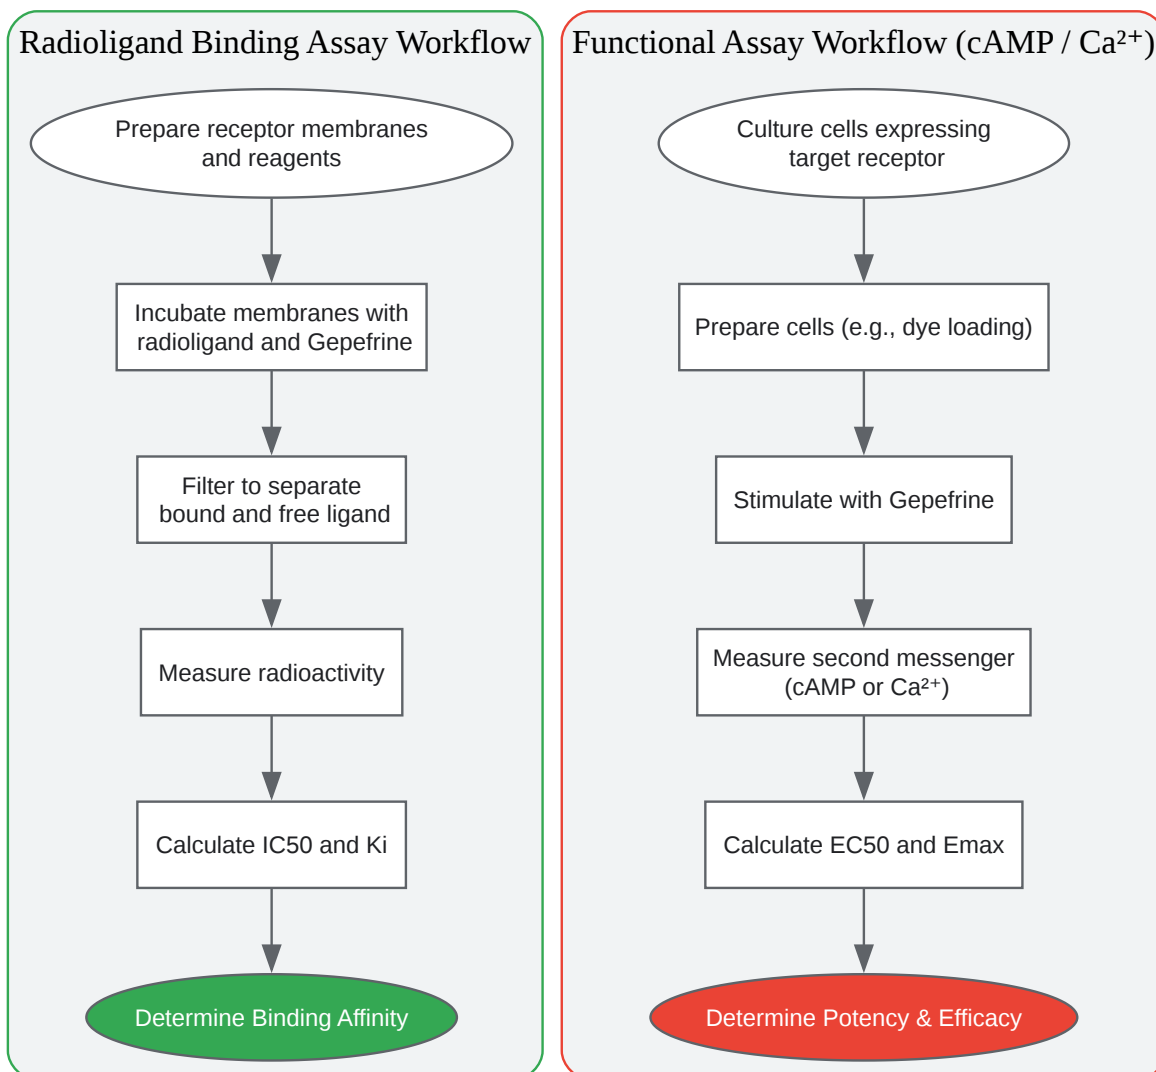 Radioligand Binding Assay Workflow
Prepare receptor membranes
and reagents
Incubate membranes with
radioligand and Gepefrine
Filter to separate
bound and free ligand
Measure radioactivity
Calculate IC50 and Ki
Determine Binding Affinity
Functional Assay Workflow (cAMP / Ca²⁺)
Culture cells expressing
target receptor
Prepare cells (e.g., dye loading)
Stimulate with Gepefrine
Measure second messenger
(cAMP or Ca²⁺)
Calculate EC50 and Emax
Determine Potency & Efficacy